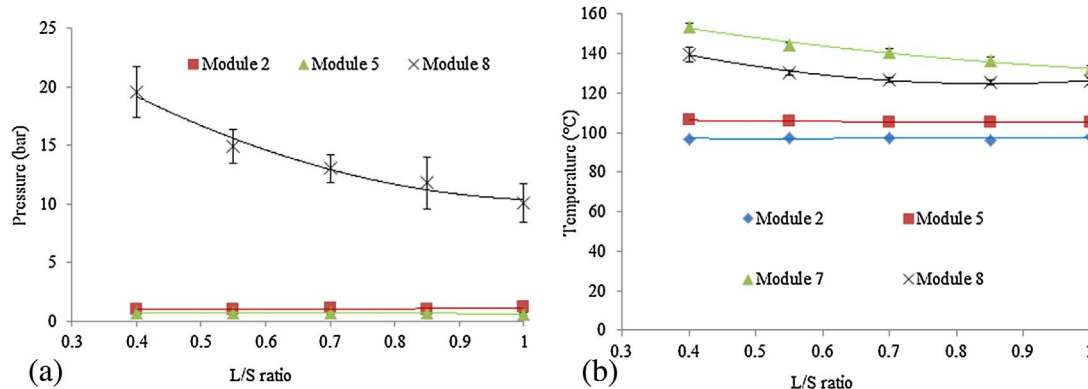 25
20
15
10
5
0
Pressure (bar)
Module 2 Module 5 Module 8
0.3 0.4 0.5 0.6 0.7 0.8 0.9 1
L/S ratio
(a)
160
140
120
100
80
60
40
20
0
Temperature (°C)
Module 2 Module 5
Module 7 Module 8
0.3 0.4 0.5 0.6 0.7 0.8 0.9 1
L/S ratio
(b)